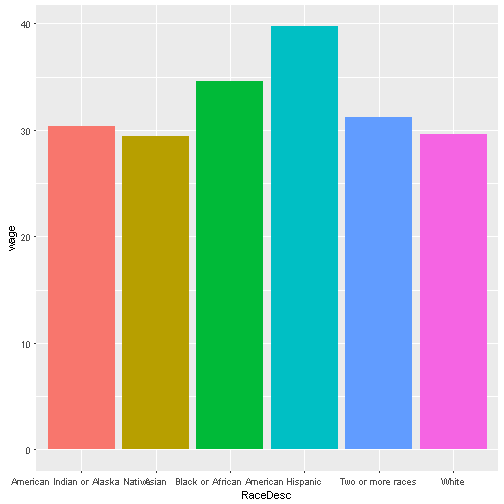 40
30
20
10
0
wage
American Indian or Alaska Native Asian Black or African American Hispanic Two or more races White
RaceDesc